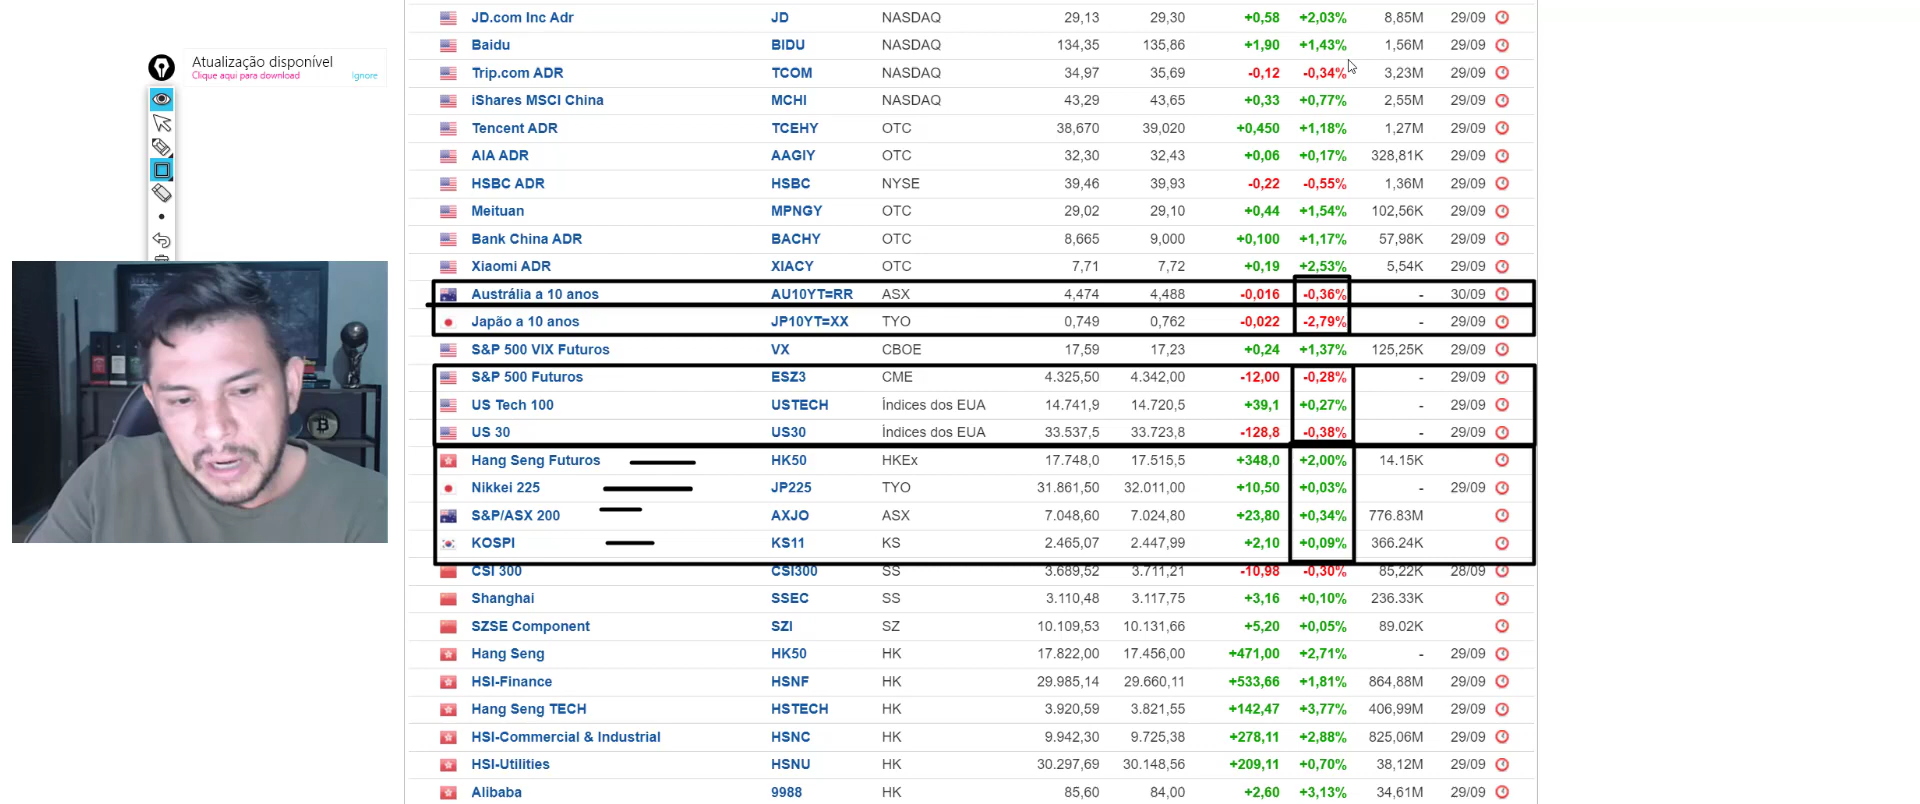 Atualização disponível
Clique aqui para download Ignore
JD.com Inc Adr JD NASDAQ 29,13 29,30 +0,58 +2,03% 8,85M 29/09
Baidu BIDU NASDAQ 134,35 135,86 +1,90 +1,43% 1,56M 29/09
Trip.com ADR TCOM NASDAQ 34,97 35,69 -0,12 -0,34% 3,23M 29/09
iShares MSCI China MCHI NASDAQ 43,29 43,65 +0,33 +0,77% 2,55M 29/09
Tencent ADR TCEHY OTC 38,670 39,020 +0,450 +1,18% 1,27M 29/09
AIA ADR AAGIY OTC 32,30 32,43 +0,06 +0,17% 328,81K 29/09
HSBC ADR HSBC NYSE 39,46 39,93 -0,22 -0,55% 1,36M 29/09
Meituan MPNGY OTC 29,02 29,10 +0,44 +1,54% 102,56K 29/09
Bank China ADR BACHY OTC 8,665 9,000 +0,100 +1,17% 57,98K 29/09
Xiaomi ADR XIACY OTC 7,71 7,72 +0,19 +2,53% 5,54K 29/09
Austrália a 10 anos AU10YT=RR ASX 4,474 4,488 -0,016 -0,36% - 30/09
Japão a 10 anos JP10YT=XX TYO 0,749 0,762 -0,022 -2,79% - 29/09
S&P 500 VIX Futuros VX CBOE 17,59 17,23 +0,24 +1,37% 125,25K 29/09
S&P 500 Futuros ESZ3 CME 4.325,50 4.342,00 -12,00 -0,28% - 29/09
US Tech 100 USTECH Índices dos EUA 14.741,9 14.720,5 +39,1 +0,27% - 29/09
US 30 US30 Índices dos EUA 33.537,5 33.723,8 -128,8 -0,38% - 29/09
Hang Seng Futuros HK50 HKEx 17.748,0 17.515,5 +348,0 +2,00% 14.15K
Nikkei 225 JP225 TYO 31.861,50 32.011,00 +10,50 +0,03% - 29/09
S&P/ASX 200 AXJO ASX 7.048,60 7.024,80 +23,80 +0,34% 776.83M
KOSPI KS11 KS 2.465,07 2.447,99 +2,10 +0,09% 366.24K
CSI 300 CSI300 SS 3.689,52 3.711,21 -10,98 -0,30% 85,22K 28/09
Shanghai SSEC SS 3.110,48 3.117,75 +3,16 +0,10% 236.33K
SZSE Component SZI SZ 10.109,53 10.131,66 +5,20 +0,05% 89.02K
Hang Seng HK50 HK 17.822,00 17.456,00 +471,00 +2,71% - 29/09
HSI-Finance HSNF HK 29.985,14 29.660,11 +533,66 +1,81% 864,88M 29/09
Hang Seng TECH HSTECH HK 3.920,59 3.821,55 +142,47 +3,77% 406,99M 29/09
HSI-Commercial & Industrial HSNC HK 9.942,30 9.725,38 +278,11 +2,88% 825,06M 29/09
HSI-Utilities HSNU HK 30.297,69 30.148,56 +209,11 +0,70% 38,12M 29/09
Alibaba 9988 HK 85,60 84,00 +2,60 +3,13% 34,61M 29/09